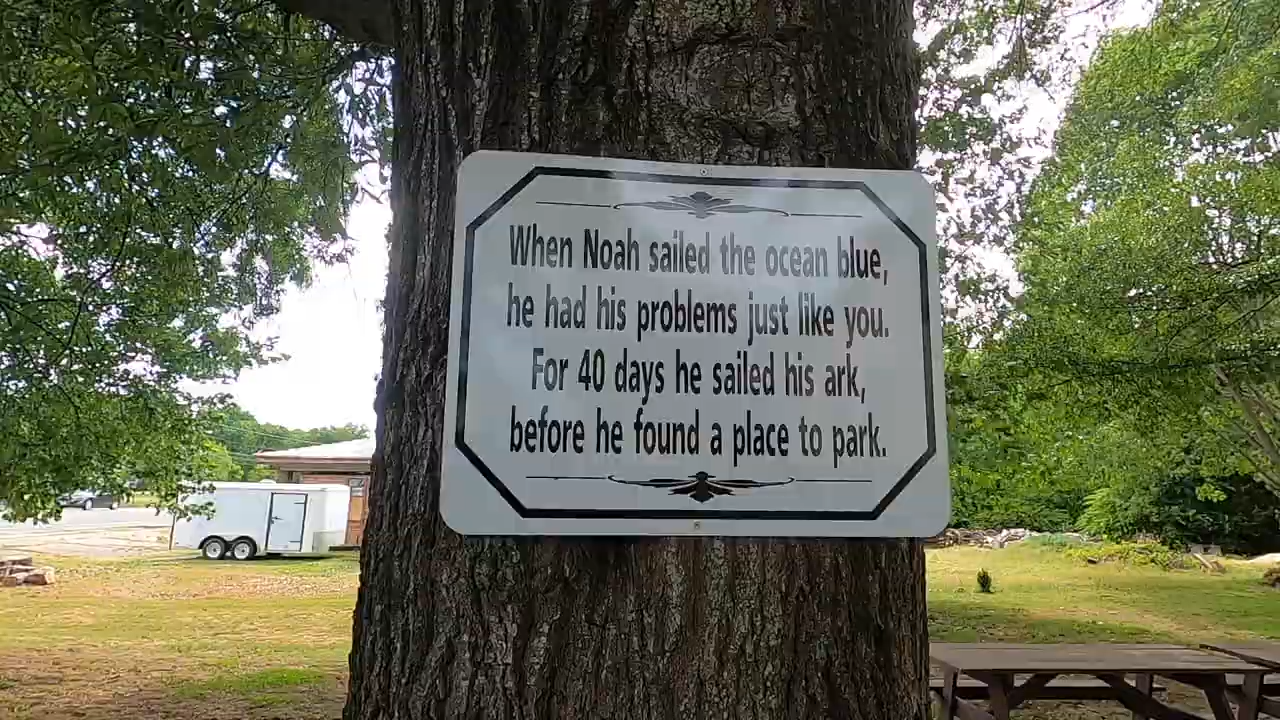 When Noah sailed the ocean blue,
he had his problems just like you.
For 40 days he sailed his ark,
before he found a place to park.